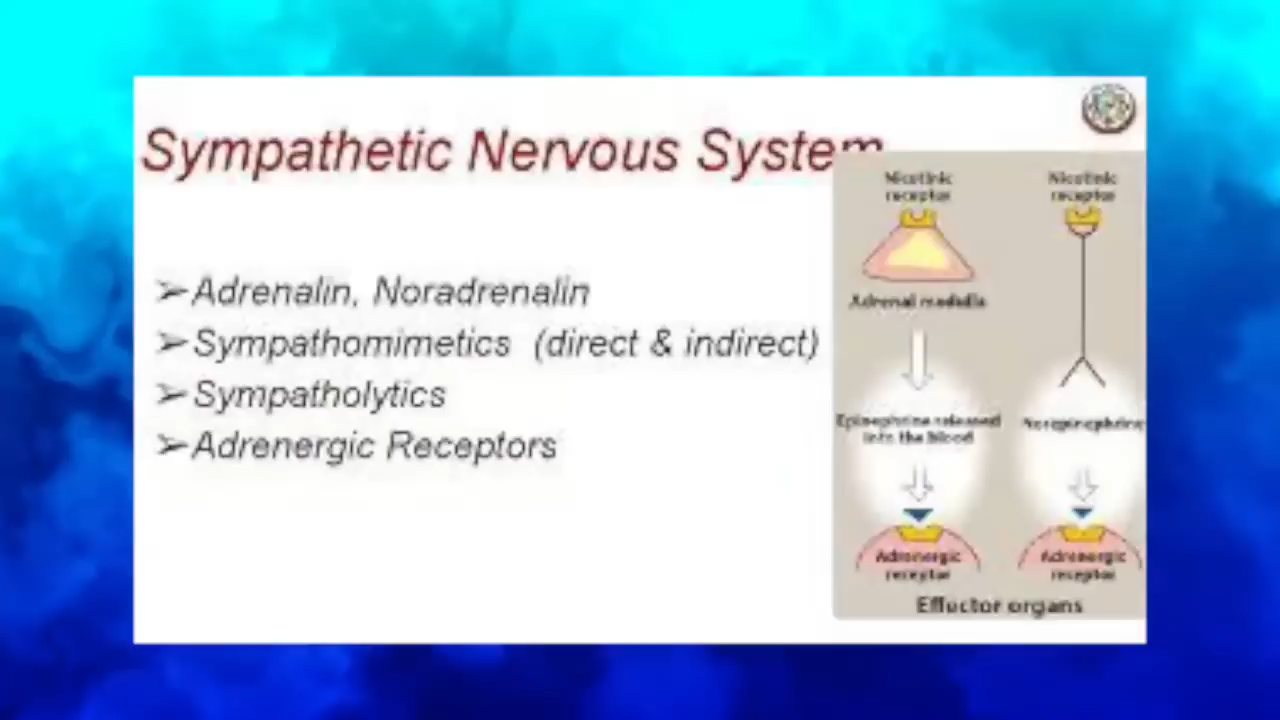 Sympathetic Nervous System
➢Adrenalin, Noradrenalin
➢Sympathomimetics (direct & indirect)
➢Sympatholytics
➢Adrenergic Receptors
Nicotinic
receptor
Adrenal medulla
Epinephrine released
into the blood
Adrenergic
receptor
Nicotinic
receptor
Norepinephrine
Adrenergic
receptor
Effector organs